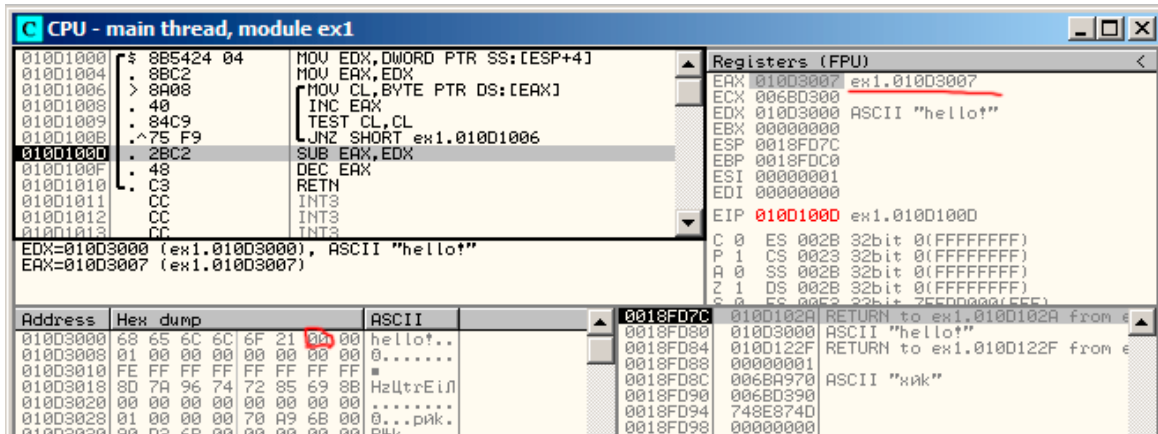 C CPU - main thread, module ex1
010D1000 $ 8B5424 04 MOV EDX,DWORD PTR SS:[ESP+4]
010D1004 . 8BC2 MOV EAX,EDX
010D1006 > 8A08 MOV CL,BYTE PTR DS:[EAX]
010D1008 . 40 INC EAX
010D1009 . 84C9 TEST CL,CL
010D100B .^75 F9 JNZ SHORT ex1.010D1006
010D100D . 2BC2 SUB EAX,EDX
010D100F . 48 DEC EAX
010D1010 . C3 RETN
010D1011 CC INT3
010D1012 CC INT3
010D1013 CC INT3
EDX=010D3000 (ex1.010D3000), ASCII "hello!"
EAX=010D3007 (ex1.010D3007)
Registers (FPU) <
EAX 010D3007 ex1.010D3007
ECX 006BD300
EDX 010D3000 ASCII "hello!"
EBX 00000000
ESP 0018FD7C
EBP 0018FDC0
ESI 00000001
EDI 00000000
EIP 010D100D ex1.010D100D
C 0 ES 002B 32bit 0(FFFFFFFF)
P 1 CS 0023 32bit 0(FFFFFFFF)
A 0 SS 002B 32bit 0(FFFFFFFF)
Z 1 DS 002B 32bit 0(FFFFFFFF)
S 0 FS 0053 32bit 7EFDD000(FFF)
Address Hex dump ASCII
010D3000 68 65 6C 6C 6F 21 00 00 hello!..
010D3008 01 00 00 00 00 00 00 00
010D3010 FE FF FF FF FF FF FF FF
010D3018 8D 7A 96 74 72 85 69 8B НzЦtrЕiЛ
010D3020 00 00 00 00 00 00 00 00 ........
010D3028 01 00 00 00 70 A9 6B 00
0018FD7C 010D102A RETURN to ex1.010D102A from
0018FD80 010D3000 ASCII "hello!"
0018FD84 010D122F RETURN to ex1.010D122F from
0018FD88 00000001
0018FD8C 006BA970 ASCII "xйk"
0018FD90 006BD390
0018FD94 748E874D
0018FD98 00000000